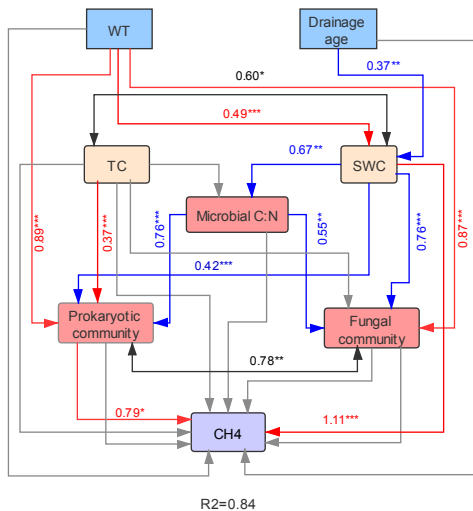 WT
Drainage
age
0.60*
0.37**
0.49***
TC
0.67**
SWC
Microbial C:N
0.89***
0.37***
0.76***
0.55**
0.76***
0.87***
0.42***
Prokaryotic
community
Fungal
community
0.78**
0.79*
1.11***
CH4
R2=0.84